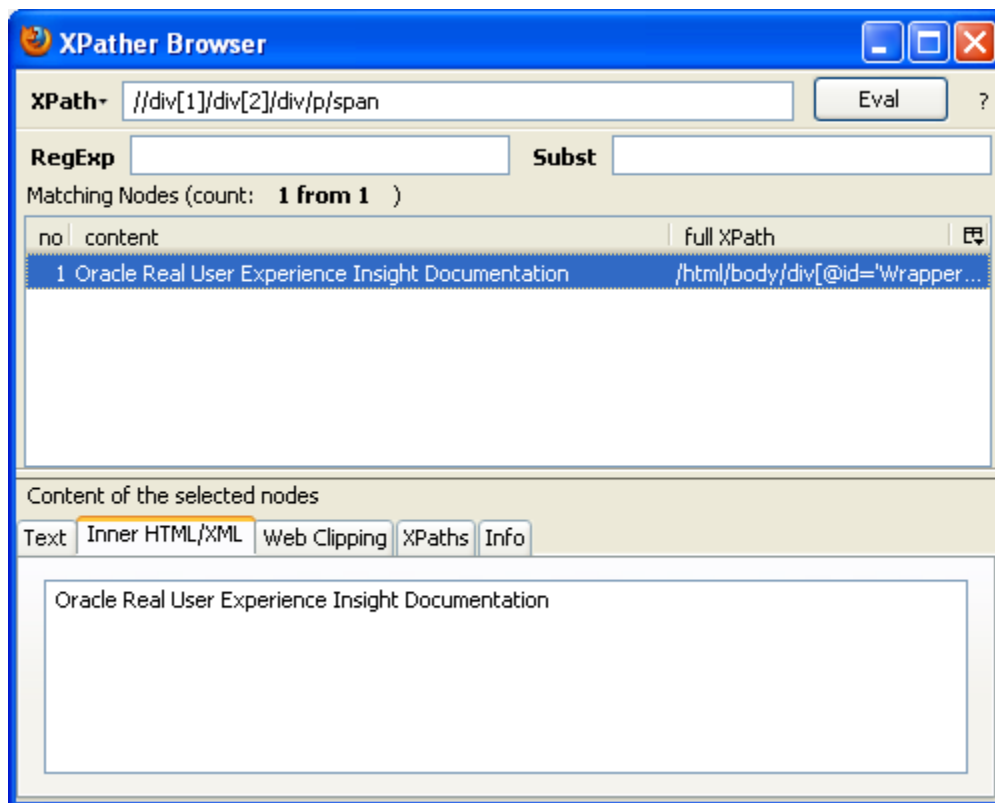 XPather Browser
XPath //div[1]/div[2]/div/p/span Eval ?
RegExp Subst
Matching Nodes (count: 1 from 1 )
no content full XPath
1 Oracle Real User Experience Insight Documentation /html/body/div[@id='Wrapper...
Content of the selected nodes
Text Inner HTML/XML Web Clipping XPaths Info
Oracle Real User Experience Insight Documentation